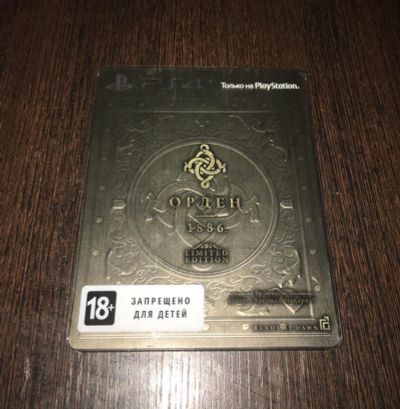 PS4
Только на PlayStation.
ОРДЕН
1886
LIMITED
EDITION
18+
ЗАПРЕЩЕНО
ДЛЯ ДЕТЕЙ
READY AT DAWN